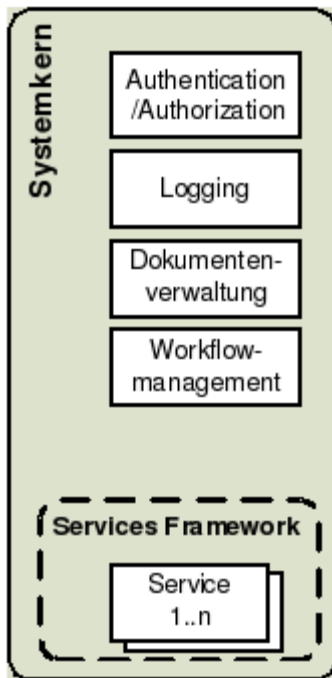 Systemkern
Authentication
/Authorization
Logging
Dokumenten-
verwaltung
Workflow-
management
Services Framework
Service
1..n